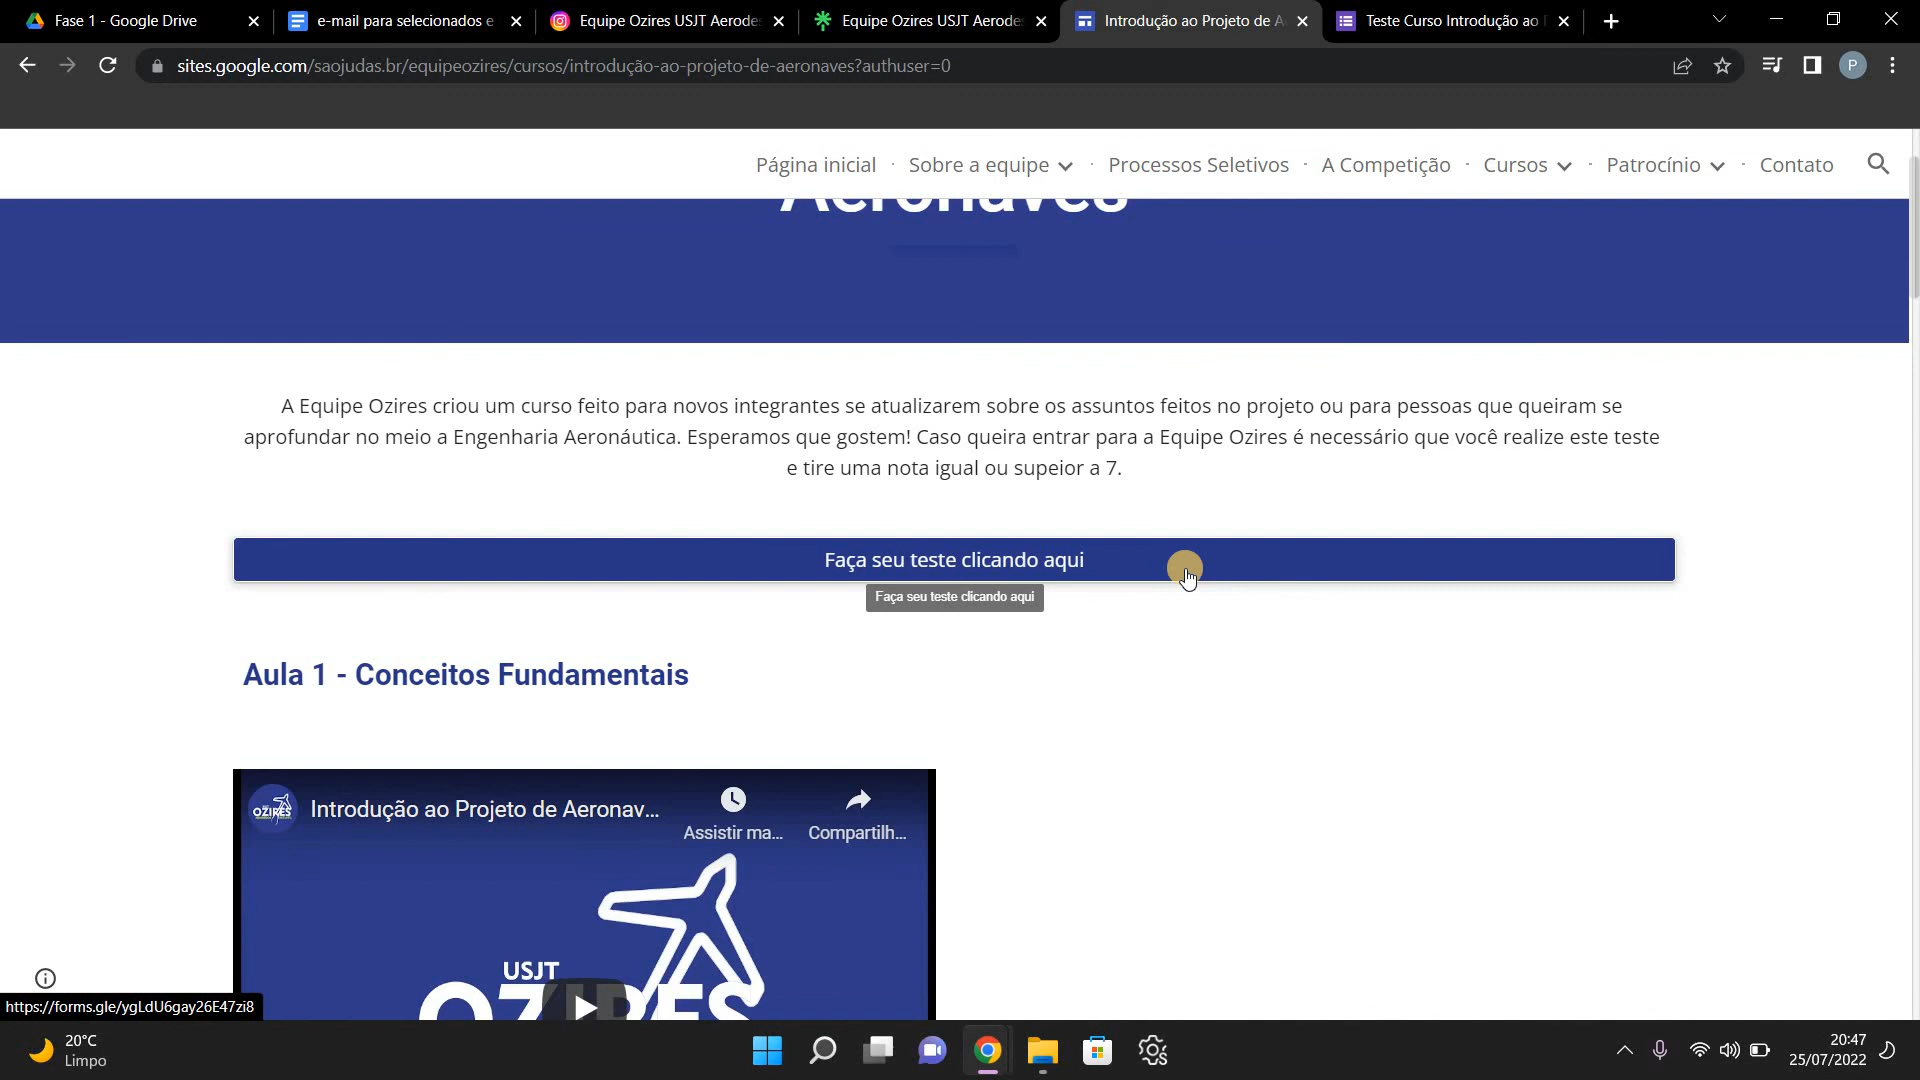 Fase 1 - Google Drive
e-mail para selecionados e
Equipe Ozires USJT Aerode
Equipe Ozires USJT Aerode
Introdução ao Projeto de A
Teste Curso Introdução ao
sites.google.com/saojudas.br/equipeozires/cursos/introdução-ao-projeto-de-aeronaves?authuser=0
P
Página inicial · Sobre a equipe · Processos Seletivos · A Competição · Cursos · Patrocínio · Contato
Aeronaves
A Equipe Ozires criou um curso feito para novos integrantes se atualizarem sobre os assuntos feitos no projeto ou para pessoas que queiram se
aprofundar no meio a Engenharia Aeronáutica. Esperamos que gostem! Caso queira entrar para a Equipe Ozires é necessário que você realize este teste
e tire uma nota igual ou supeior a 7.
Faça seu teste clicando aqui
Faça seu teste clicando aqui
Aula 1 - Conceitos Fundamentais
OZIRES
Introdução ao Projeto de Aeronav...
Assistir ma...
Compartilh...
USJT
OZIRES
https://forms.gle/ygLdU6gay26E47zi8
20°C
Limpo
20:47
25/07/2022